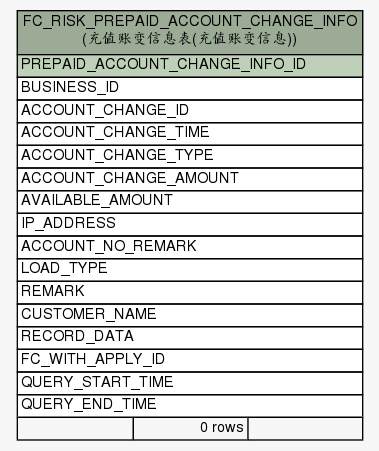 FC_RISK_PREPAID_ACCOUNT_CHANGE_INFO
(充值账变信息表(充值账变信息))
PREPAID_ACCOUNT_CHANGE_INFO_ID
BUSINESS_ID
ACCOUNT_CHANGE_ID
ACCOUNT_CHANGE_TIME
ACCOUNT_CHANGE_TYPE
ACCOUNT_CHANGE_AMOUNT
AVAILABLE_AMOUNT
IP_ADDRESS
ACCOUNT_NO_REMARK
LOAD_TYPE
REMARK
CUSTOMER_NAME
RECORD_DATA
FC_WITH_APPLY_ID
QUERY_START_TIME
QUERY_END_TIME
0 rows